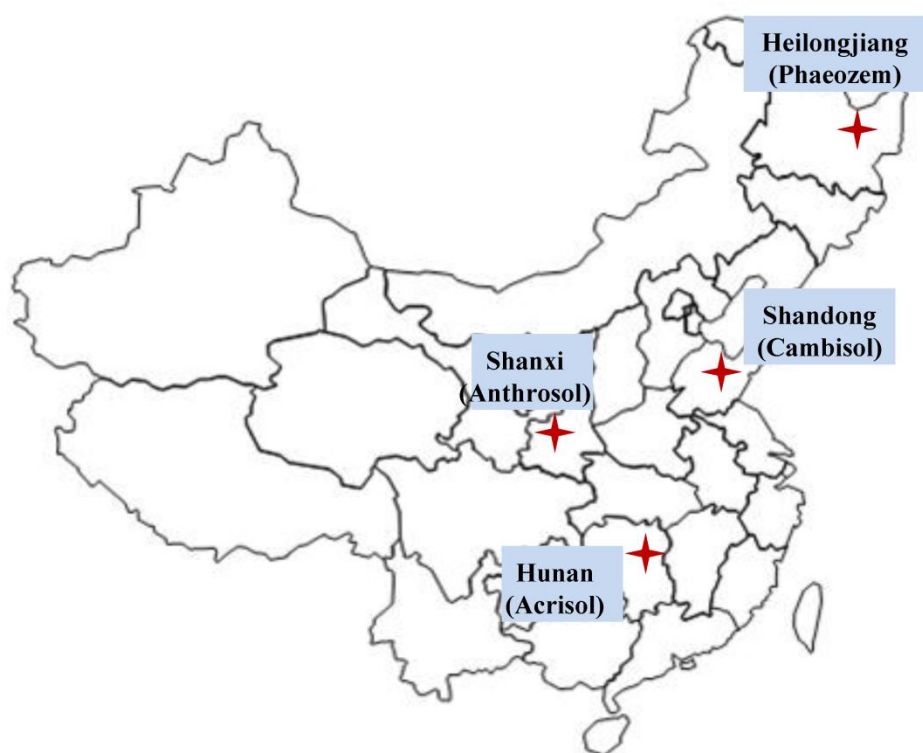 Heilongjiang
(Phaeozem)
Shandong
(Cambisol)
Shanxi
(Anthrosol)
Hunan
(Acrisol)